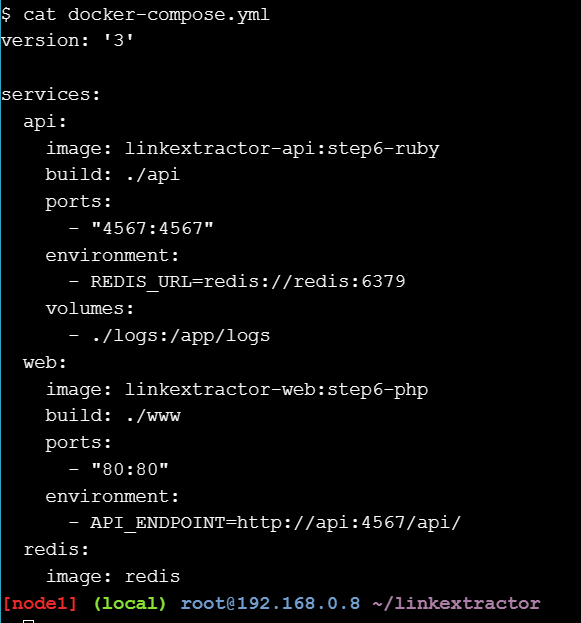 $ cat docker-compose.yml
version: '3'

services:
  api:
    image: linkextractor-api:step6-ruby
    build: ./api
    ports:
      - "4567:4567"
    environment:
      - REDIS_URL=redis://redis:6379
    volumes:
      - ./logs:/app/logs
  web:
    image: linkextractor-web:step6-php
    build: ./www
    ports:
      - "80:80"
    environment:
      - API_ENDPOINT=http://api:4567/api/
  redis:
    image: redis
[node1] (local) root@192.168.0.8 ~/linkextractor